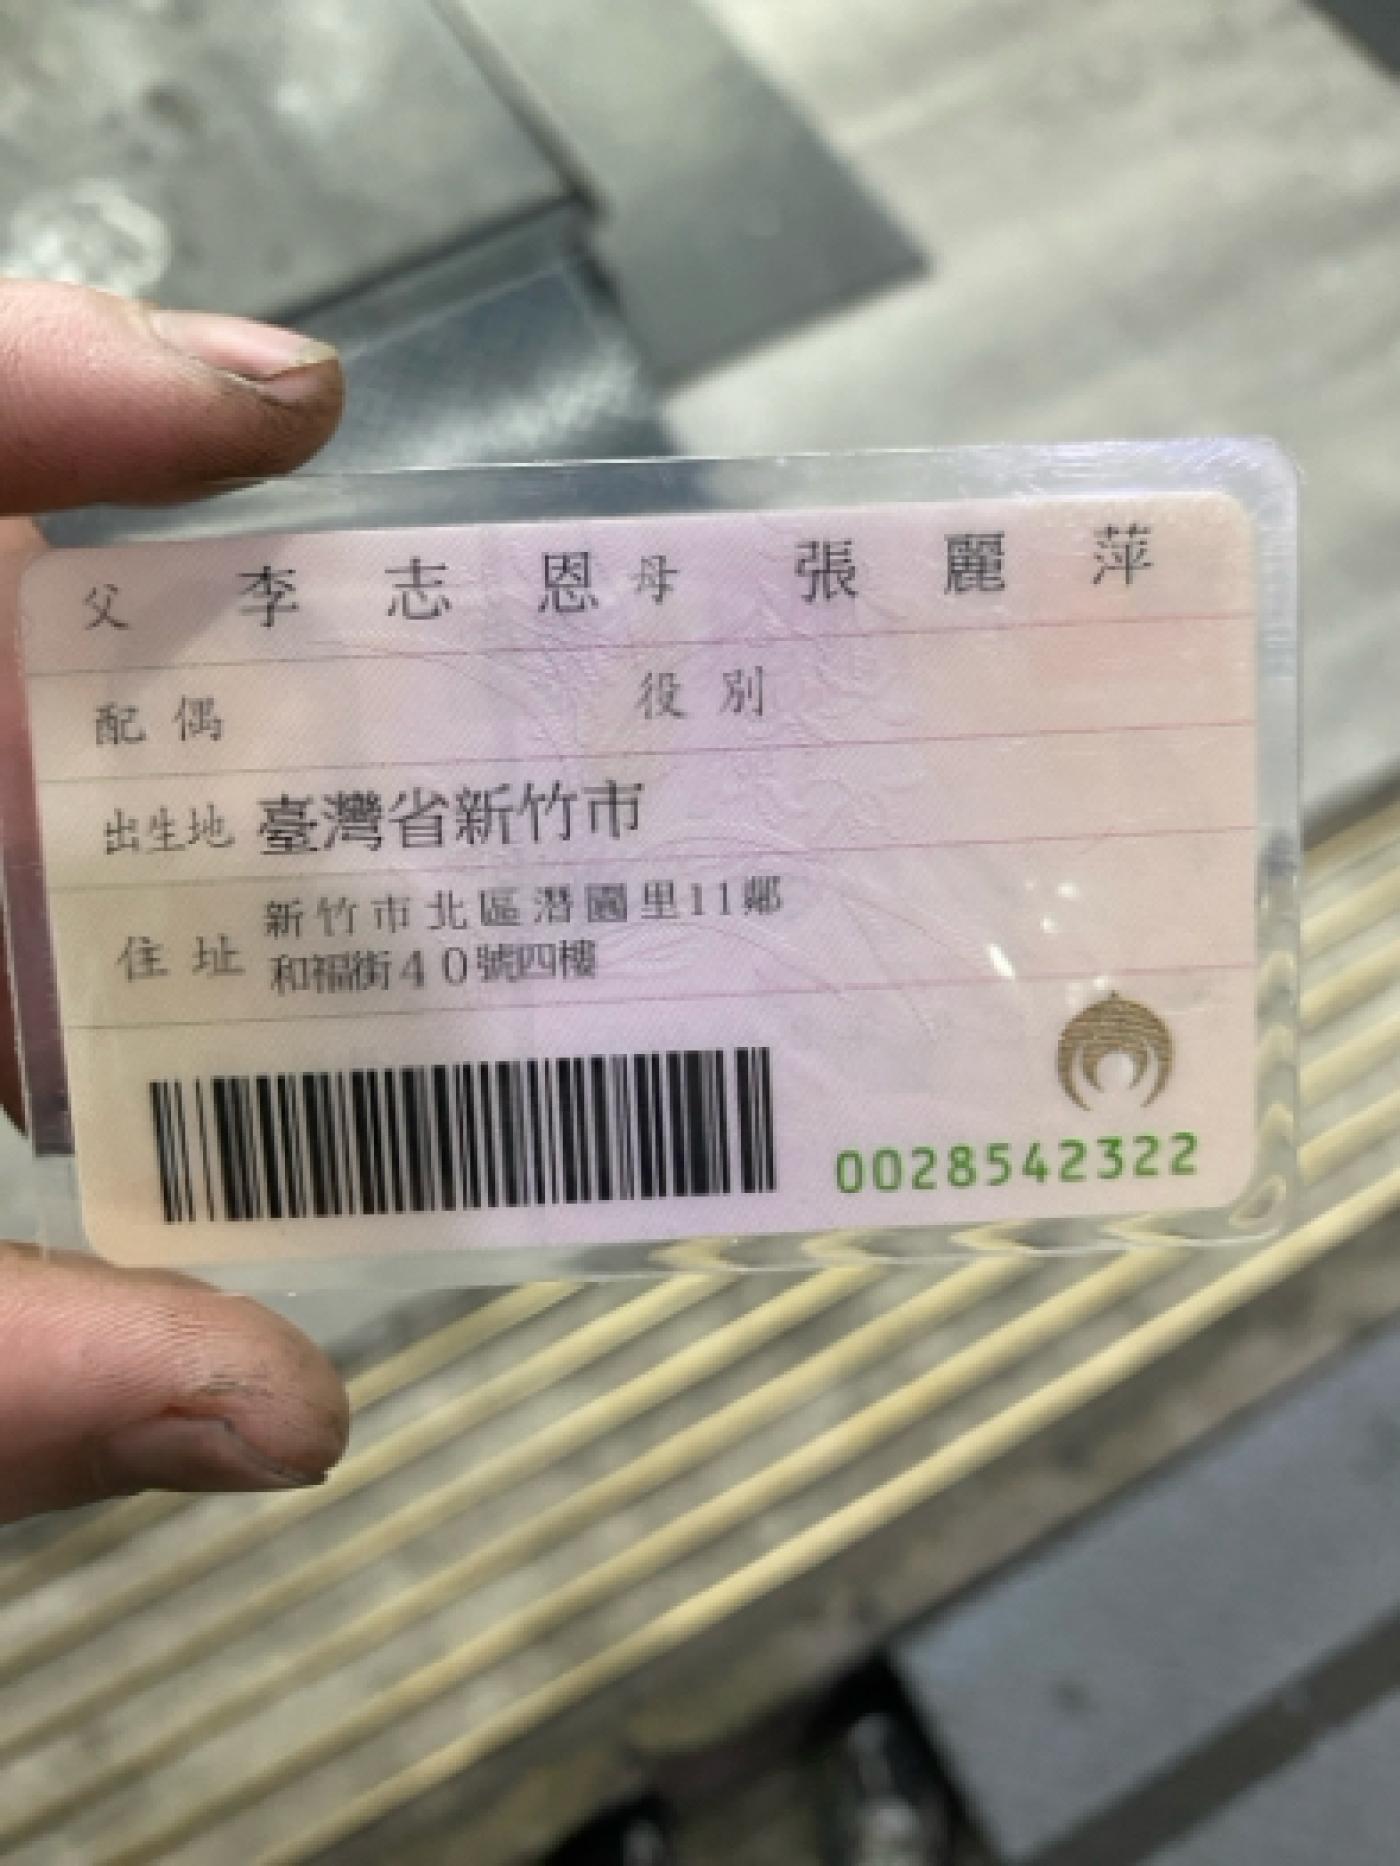 父 李志恩 母 張麗萍
配偶 役別
出生地 臺灣省新竹市
住址 新竹市北區潛園里11鄰
和福街40號四樓
0028542322